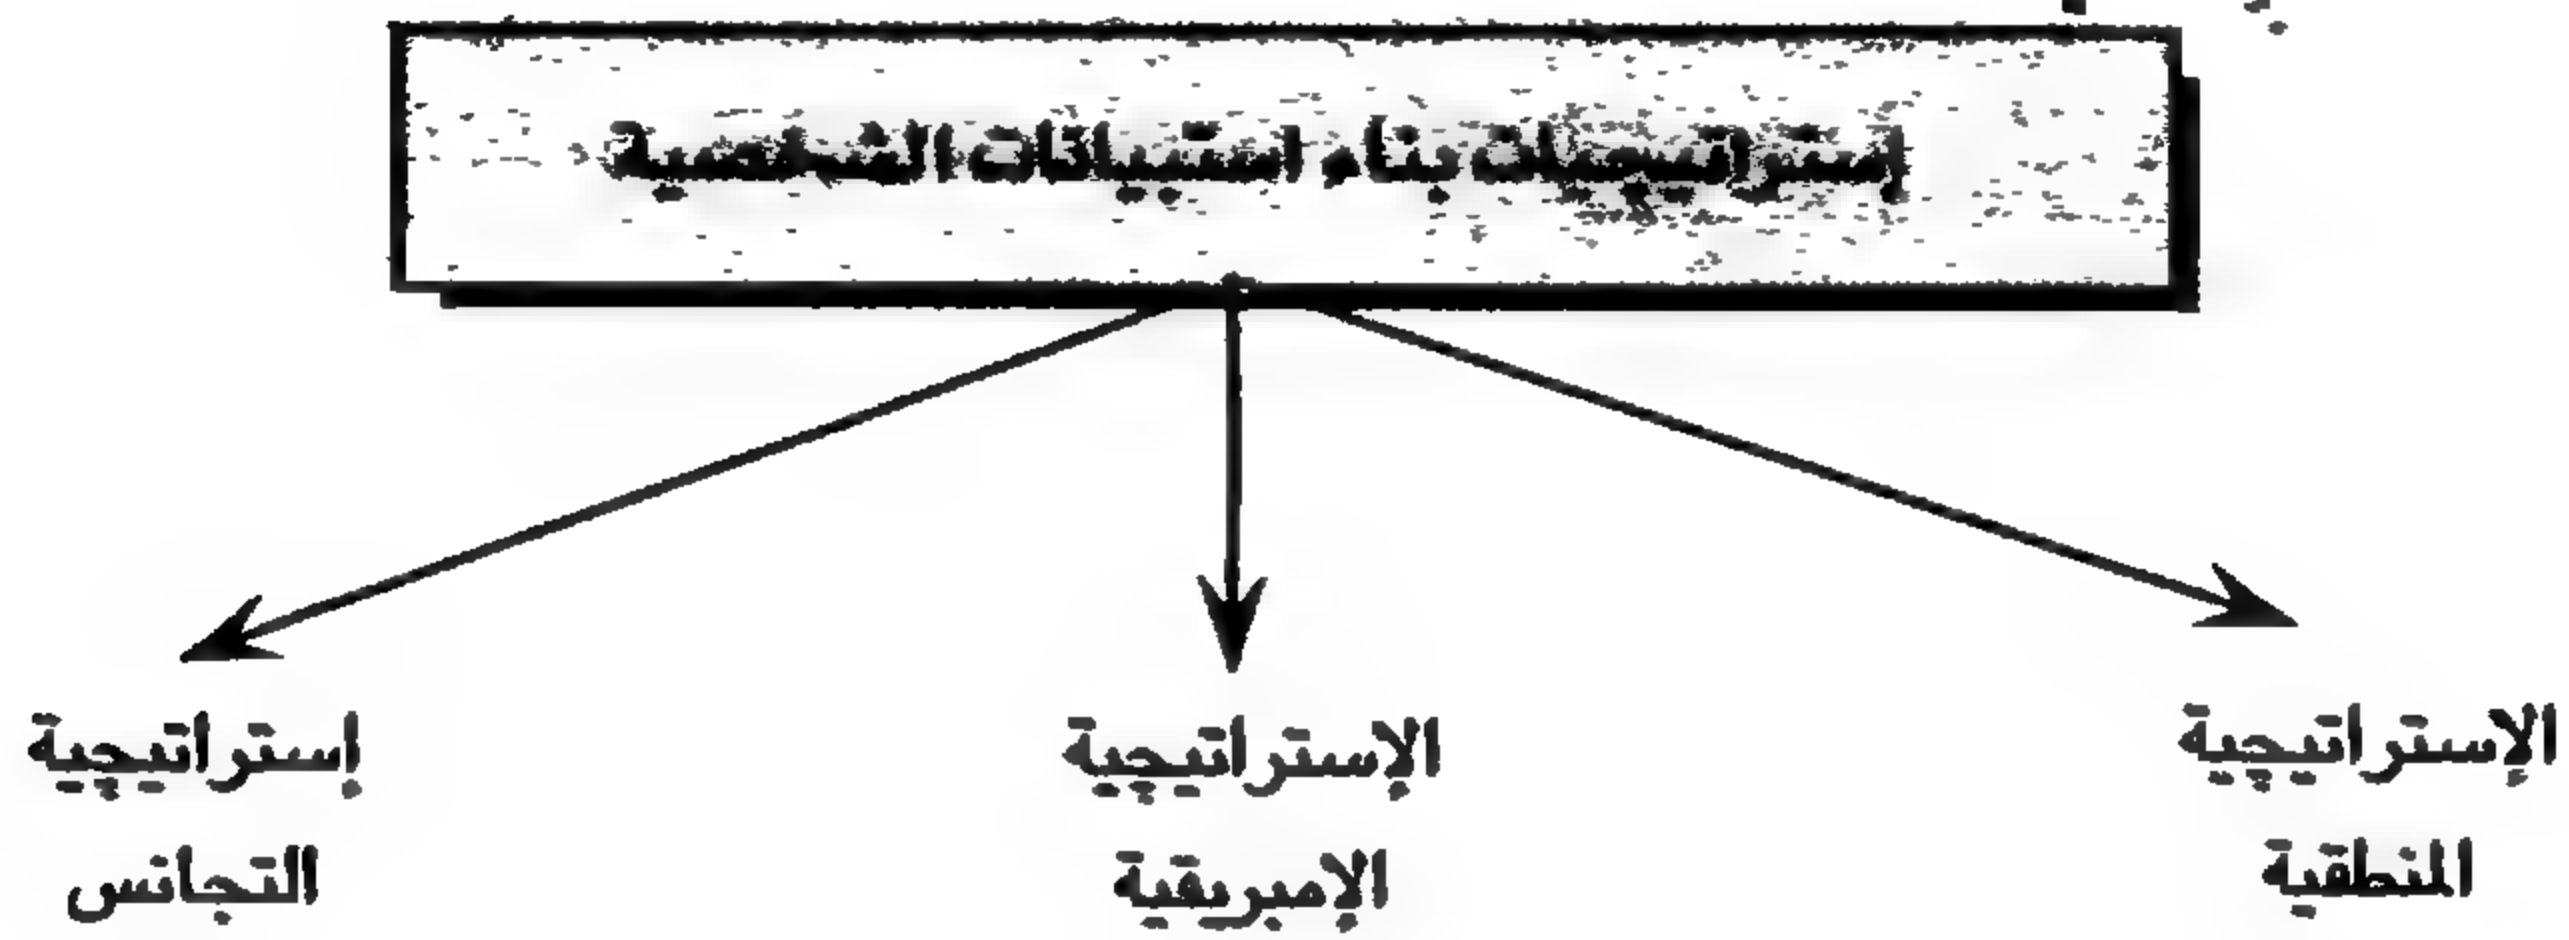 إستراتيجيات بناء استبيانات الشخصية
الإستراتيجية
المنطقية
الإستراتيجية
الإمبريقية
إستراتيجية
التجانس